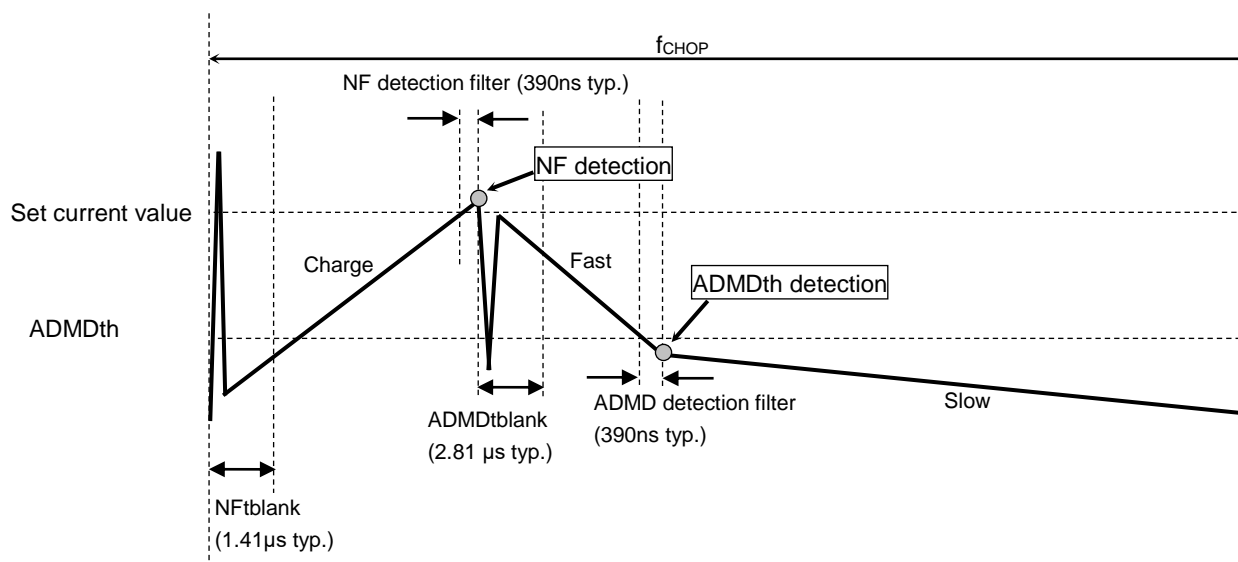 fCHOP
NF detection filter (390ns typ.)
NF detection
Set current value
Charge
Fast
ADMDth detection
ADMDth
ADMDtblank
(2.81 µs typ.)
ADMD detection filter
(390ns typ.)
Slow
NFtblank
(1.41µs typ.)